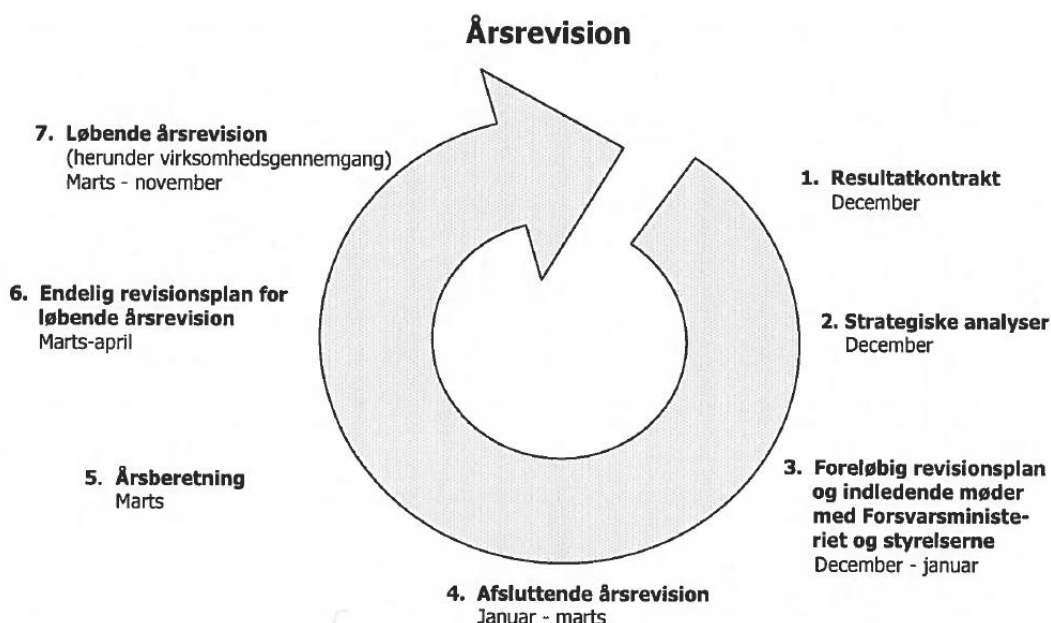 Årsrevision
1. Resultatkontrakt
December
2. Strategiske analyser
December
3. Foreløbig revisionsplan
og indledende møder
med Forsvarsministe-
riet og styrelserne
December - januar
4. Afsluttende årsrevision
Januar - marts
5. Årsberetning
Marts
6. Endelig revisionsplan for
løbende årsrevision
Marts-april
7. Løbende årsrevision
(herunder virksomhedsgennemgang)
Marts - november